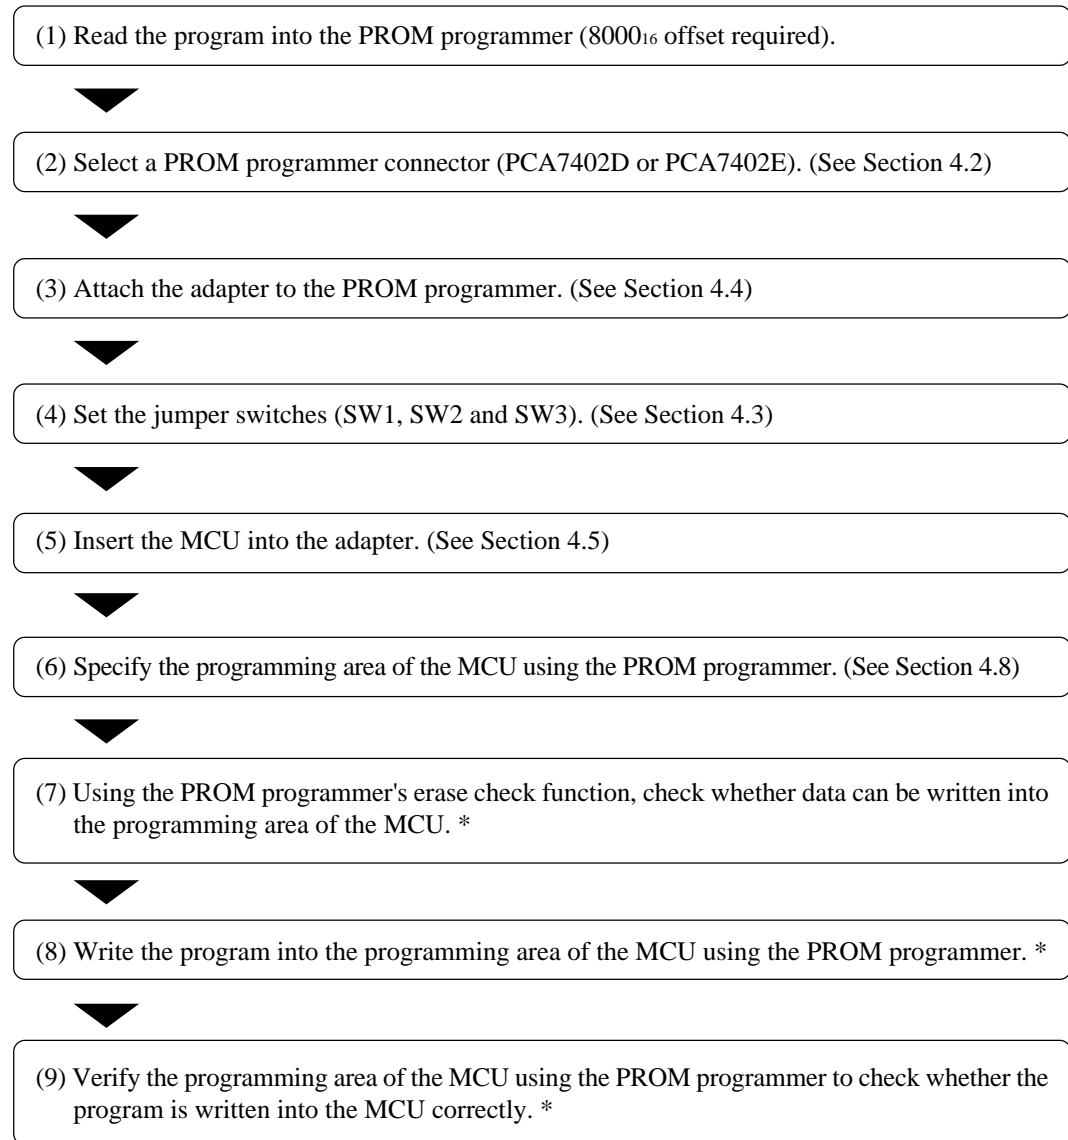 (1) Read the program into the PROM programmer (8000₁₆ offset required).
(2) Select a PROM programmer connector (PCA7402D or PCA7402E). (See Section 4.2)
(3) Attach the adapter to the PROM programmer. (See Section 4.4)
(4) Set the jumper switches (SW1, SW2 and SW3). (See Section 4.3)
(5) Insert the MCU into the adapter. (See Section 4.5)
(6) Specify the programming area of the MCU using the PROM programmer. (See Section 4.8)
(7) Using the PROM programmer's erase check function, check whether data can be written into
the programming area of the MCU. *
(8) Write the program into the programming area of the MCU using the PROM programmer. *
(9) Verify the programming area of the MCU using the PROM programmer to check whether the
program is written into the MCU correctly. *